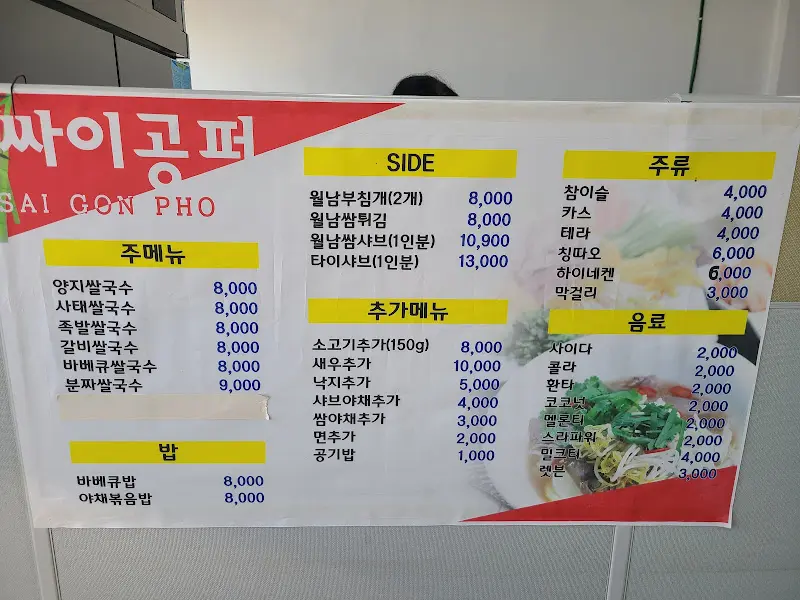 싸이공퍼
SAI GON PHO
주메뉴
양지쌀국수 8,000
사태쌀국수 8,000
족발쌀국수 8,000
갈비쌀국수 8,000
바베큐쌀국수 8,000
분짜쌀국수 9,000
밥
바베큐밥 8,000
야채볶음밥 8,000
SIDE
월남부침개(2개) 8,000
월남쌈튀김 8,000
월남쌈샤브(1인분) 10,900
타이샤브(1인분) 13,000
추가메뉴
소고기추가(150g) 8,000
새우추가 10,000
낙지추가 5,000
샤브야채추가 4,000
쌈야채추가 3,000
면추가 2,000
공기밥 1,000
주류
참이슬 4,000
카스 4,000
테라 4,000
칭따오 6,000
하이네켄 6,000
막걸리 3,000
음료
사이다 2,000
콜라 2,000
환타 2,000
코코넛 2,000
멜론티 2,000
스라파워 2,000
밀크티 4,000
렛분 3,000